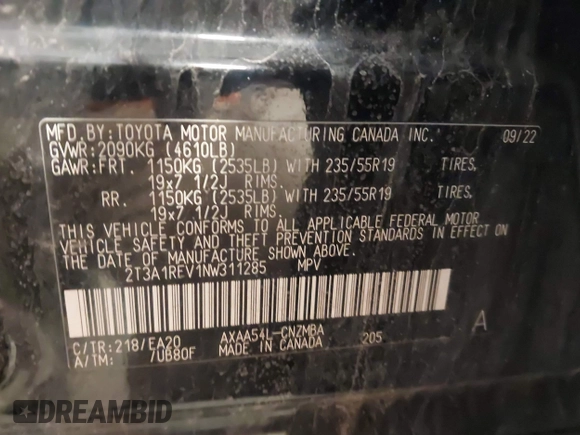 MFD. BY: TOYOTA MOTOR MANUFACTURING CANADA INC. 09/22
GVWR: 2090KG (4610LB)
GAWR: FRT. 1150KG (2535LB) WITH 235/55R19 TIRES.
19x7 1/2J RIMS.
RR. 1150KG (2535LB) WITH 235/55R19 TIRES.
19x7 1/2J RIMS.
THIS VEHICLE CONFORMS TO ALL APPLICABLE FEDERAL MOTOR
VEHICLE SAFETY AND THEFT PREVENTION STANDARDS IN EFFECT ON
THE DATE OF MANUFACTURE SHOWN ABOVE.
2T3A1REV1NW311285 MPV
C/TR: 218/EA20 AXAA54L-CNZMBA 205 A
A/TM: /U680F MADE IN CANADA
DREAMBID